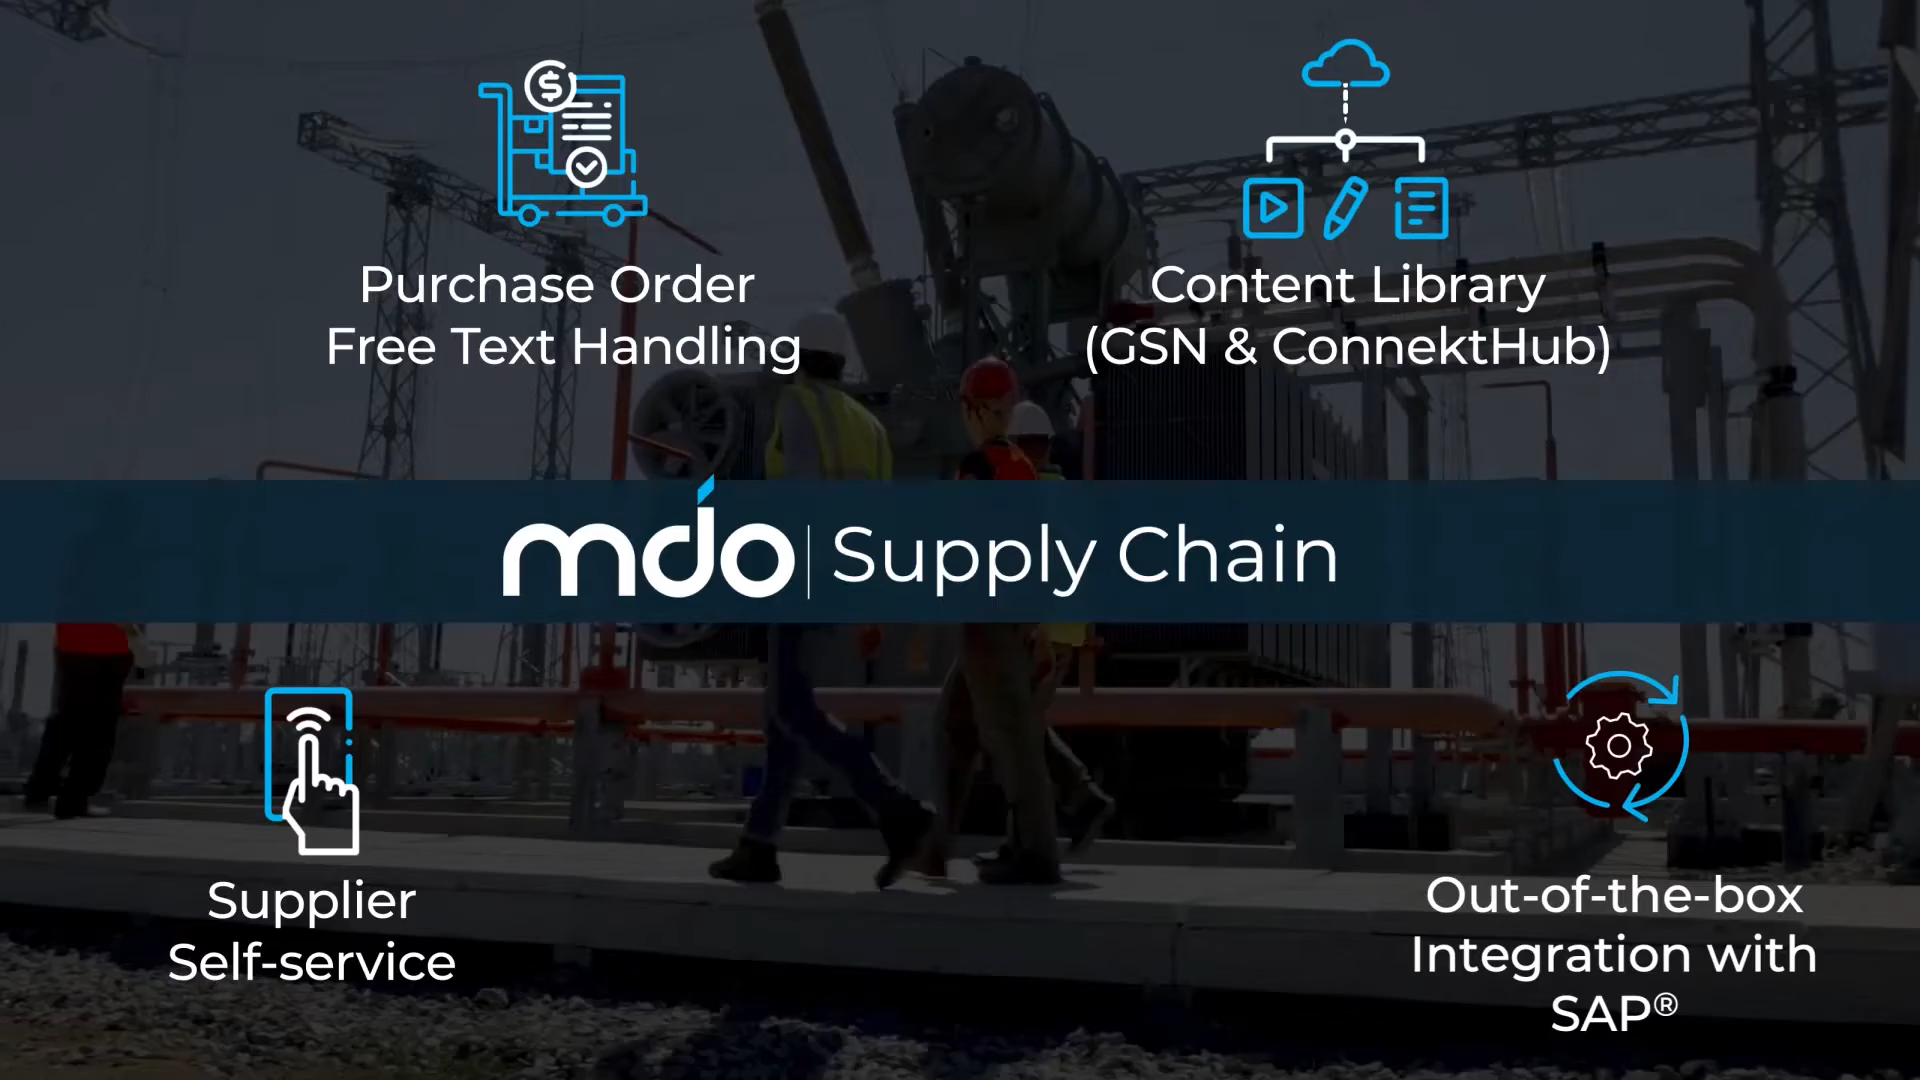 Purchase Order
Free Text Handling
Content Library
(GSN & ConnektHub)
mdo | Supply Chain
Supplier
Self-service
Out-of-the-box
Integration with
SAP®